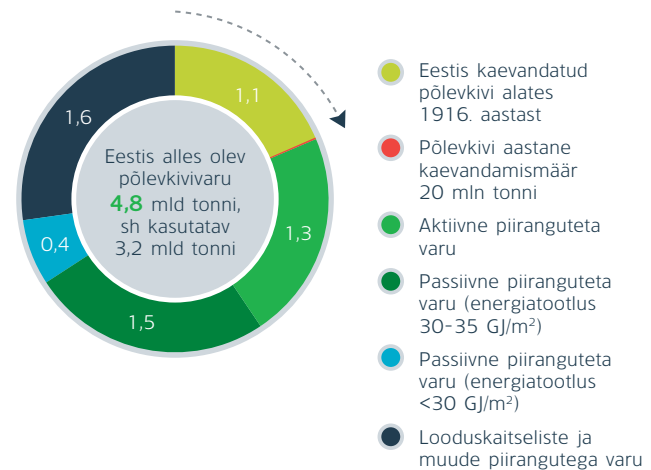 1,1
1,3
1,5
0,4
1,6
Eestis alles olev
põlevkivivaru
4,8 mld tonni,
sh kasutatav
3,2 mld tonni
Eestis kaevandatud
põlevkivi alates
1916. aastast
Põlevkivi aastane
kaevandamismäär
20 mln tonni
Aktiivne piiranguteta
varu
Passiivne piiranguteta
varu (energiatootlus
30-35 GJ/m²)
Passiivne piiranguteta
varu (energiatootlus
<30 GJ/m²)
Looduskaitseliste ja
muude piirangutega varu